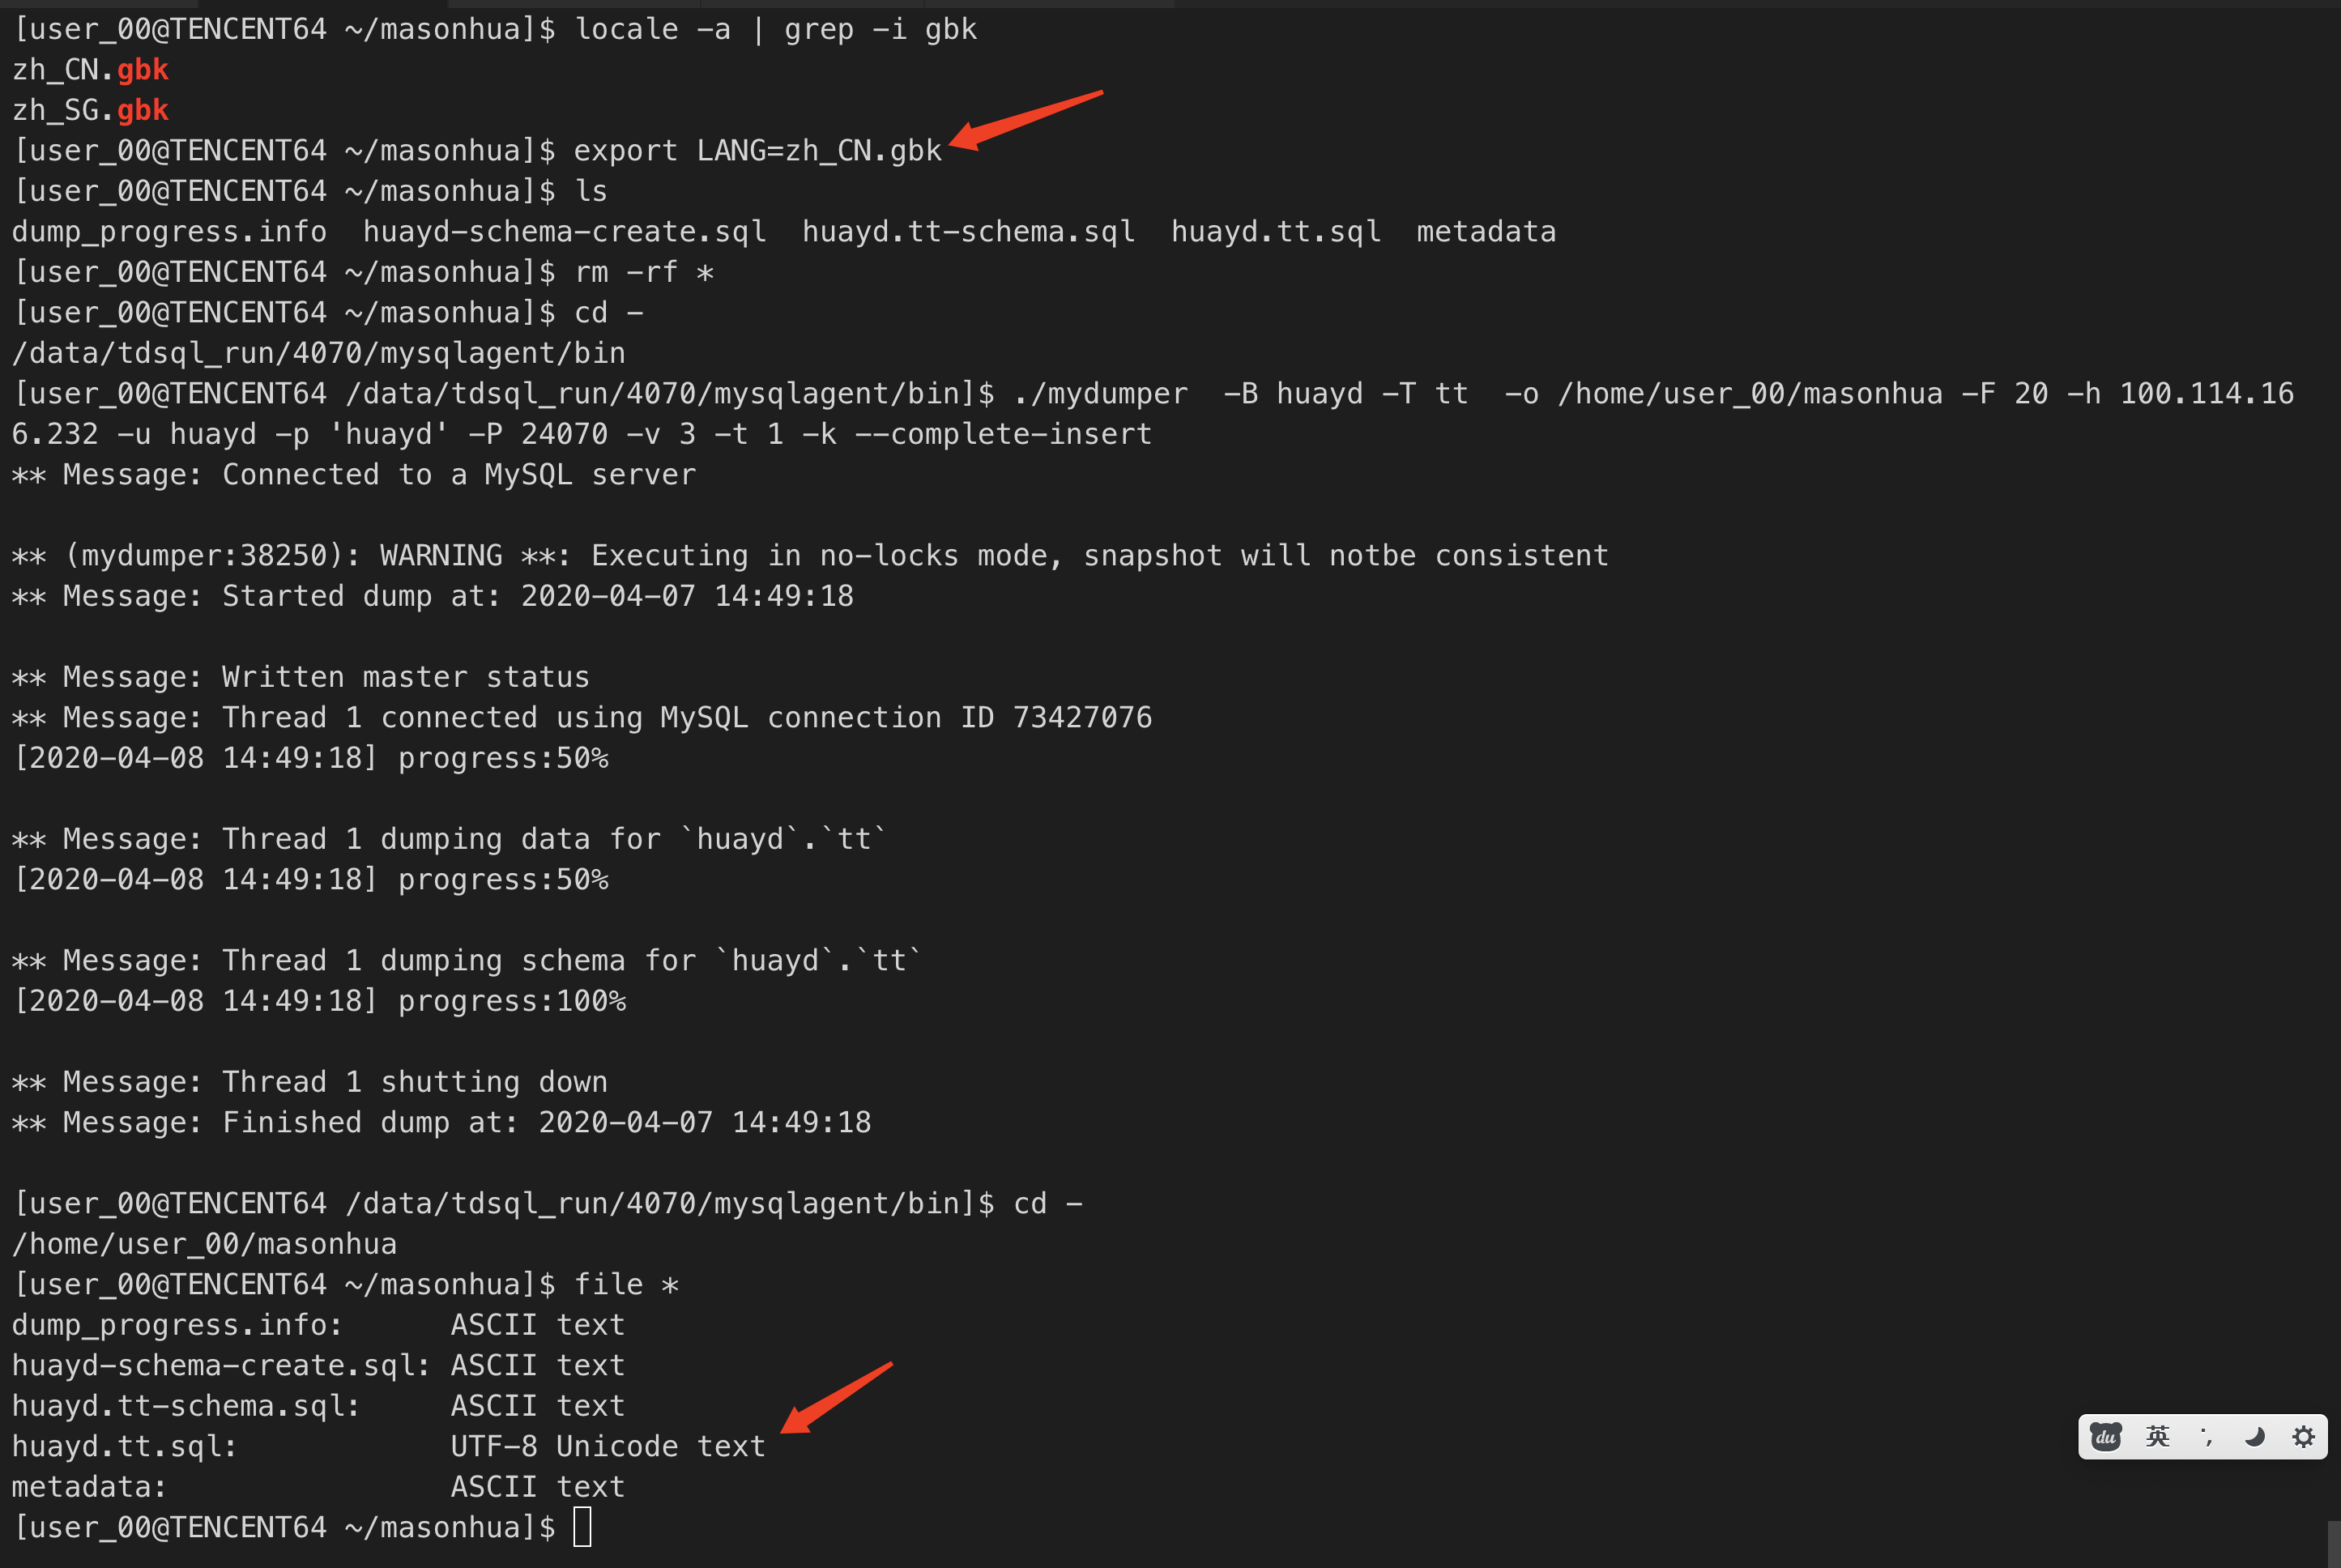 [user_00@TENCENT64 ~/masonhua]$ locale -a | grep -i gbk
zh_CN.gbk
zh_SG.gbk
[user_00@TENCENT64 ~/masonhua]$ export LANG=zh_CN.gbk
[user_00@TENCENT64 ~/masonhua]$ ls
dump_progress.info  huayd-schema-create.sql  huayd.tt-schema.sql  huayd.tt.sql  metadata
[user_00@TENCENT64 ~/masonhua]$ rm -rf *
[user_00@TENCENT64 ~/masonhua]$ cd -
/data/tdsql_run/4070/mysqlagent/bin
[user_00@TENCENT64 /data/tdsql_run/4070/mysqlagent/bin]$ ./mydumper  -B huayd -T tt  -o /home/user_00/masonhua -F 20 -h 100.114.16
6.232 -u huayd -p 'huayd' -P 24070 -v 3 -t 1 -k --complete-insert
** Message: Connected to a MySQL server
** (mydumper:38250): WARNING **: Executing in no-locks mode, snapshot will notbe consistent
** Message: Started dump at: 2020-04-07 14:49:18
** Message: Written master status
** Message: Thread 1 connected using MySQL connection ID 73427076
[2020-04-08 14:49:18] progress:50%
** Message: Thread 1 dumping data for `huayd`.`tt`
[2020-04-08 14:49:18] progress:50%
** Message: Thread 1 dumping schema for `huayd`.`tt`
[2020-04-08 14:49:18] progress:100%
** Message: Thread 1 shutting down
** Message: Finished dump at: 2020-04-07 14:49:18
[user_00@TENCENT64 /data/tdsql_run/4070/mysqlagent/bin]$ cd -
/home/user_00/masonhua
[user_00@TENCENT64 ~/masonhua]$ file *
dump_progress.info:      ASCII text
huayd-schema-create.sql: ASCII text
huayd.tt-schema.sql:     ASCII text
huayd.tt.sql:            UTF-8 Unicode text
metadata:                ASCII text
[user_00@TENCENT64 ~/masonhua]$
du 英